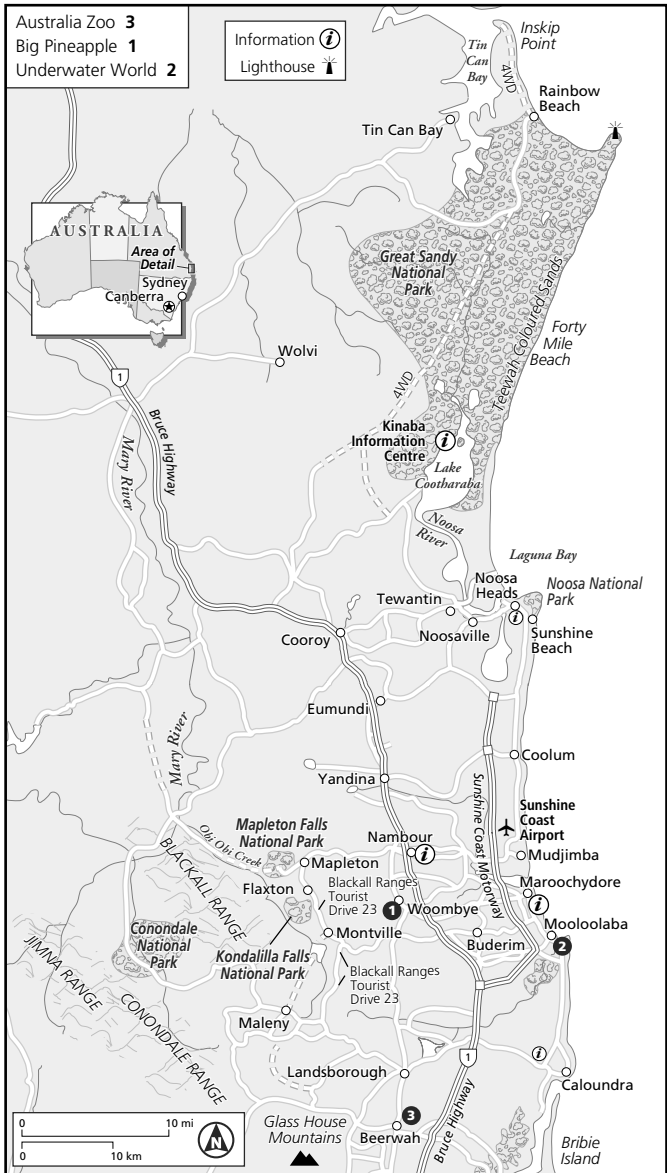 Australia Zoo 3
Big Pineapple 1
Underwater World 2
Information i
Lighthouse
Inskip
Point
Tin
Can
Bay
4WD
Rainbow
Beach
Tin Can Bay
AUSTRALIA
Area of
Detail
Sydney
Canberra
Great Sandy
National
Park
Teewah Coloured Sands
Forty
Mile
Beach
Wolvi
1
4WD
Bruce Highway
Mary River
Kinaba
Information
Centre
i
Lake
Cootharaba
Noosa
River
Laguna Bay
Noosa
Heads
i
Noosa National
Park
Tewantin
Noosaville
Sunshine
Beach
Cooroy
Eumundi
Mary River
Coolum
Yandina
Sunshine Coast Motorway
Sunshine
Coast
Airport
Obi Obi Creek
Mapleton Falls
National Park
Nambour
i
Mudjimba
Mapleton
BLACKALL RANGE
Flaxton
Blackall Ranges
Tourist
Drive 23
1
Woombye
Maroochydore
i
Mooloolaba
2
Buderim
Montville
Conondale
National
Park
Kondalilla Falls
National Park
JIMNA RANGE
Blackall Ranges
Tourist
Drive 23
CONONDALE RANGE
Maleny
1
i
Landsborough
Caloundra
Bruce Highway
3
Beerwah
Glass House
Mountains
Bribie
Island
0 10 mi
0 10 km
N